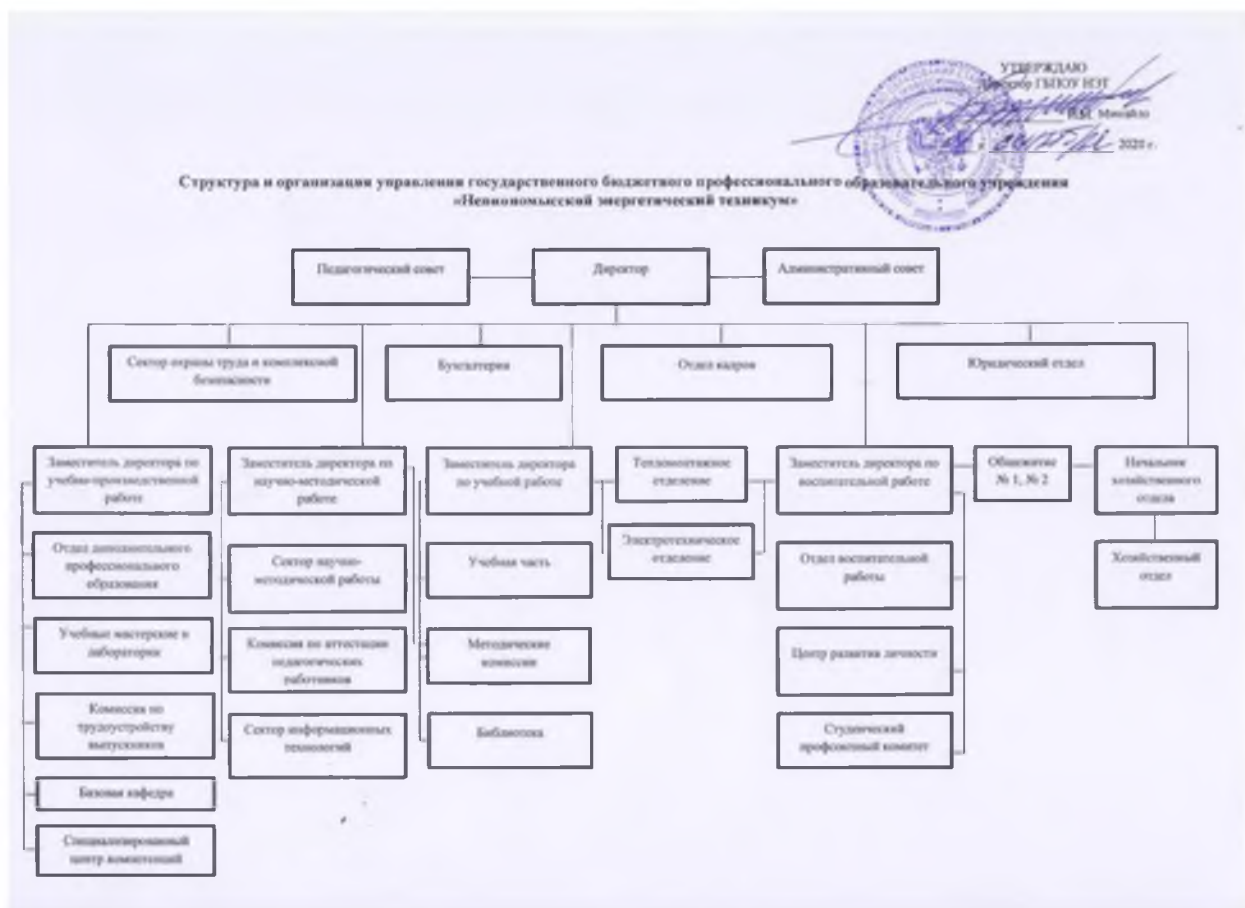 УТВЕРЖДАЮ
Директор ГБПОУ НЭТ
Михайло
2020 г.
Структура и организация управления государственного бюджетного профессионального образовательного учреждения
«Невинномысский энергетический техникум»
Педагогический совет
Директор
Административный совет
Сектор охраны труда и комплексной
безопасности
Бухгалтерия
Отдел кадров
Юридический отдел
Заместитель директора по
учебно-производственной
работе
Заместитель директора по
научно-методической
работе
Заместитель директора
по учебной работе
Тепломонтажное
отделение
Заместитель директора по
воспитательной работе
Общежитие
№ 1, № 2
Начальник
хозяйственного
отдела
Электротехническое
отделение
Отдел дополнительного
профессионального
образования
Сектор научно-
методической работы
Учебная часть
Отдел воспитательной
работы
Хозяйственный
отдел
Учебные мастерские и
лаборатории
Комиссия по аттестации
педагогических
работников
Методические
комиссии
Центр развития личности
Комиссия по
трудоустройству
выпускников
Сектор информационных
технологий
Библиотека
Студенческий
профсоюзный комитет
Базовая кафедра
Специализированный
центр компетенций